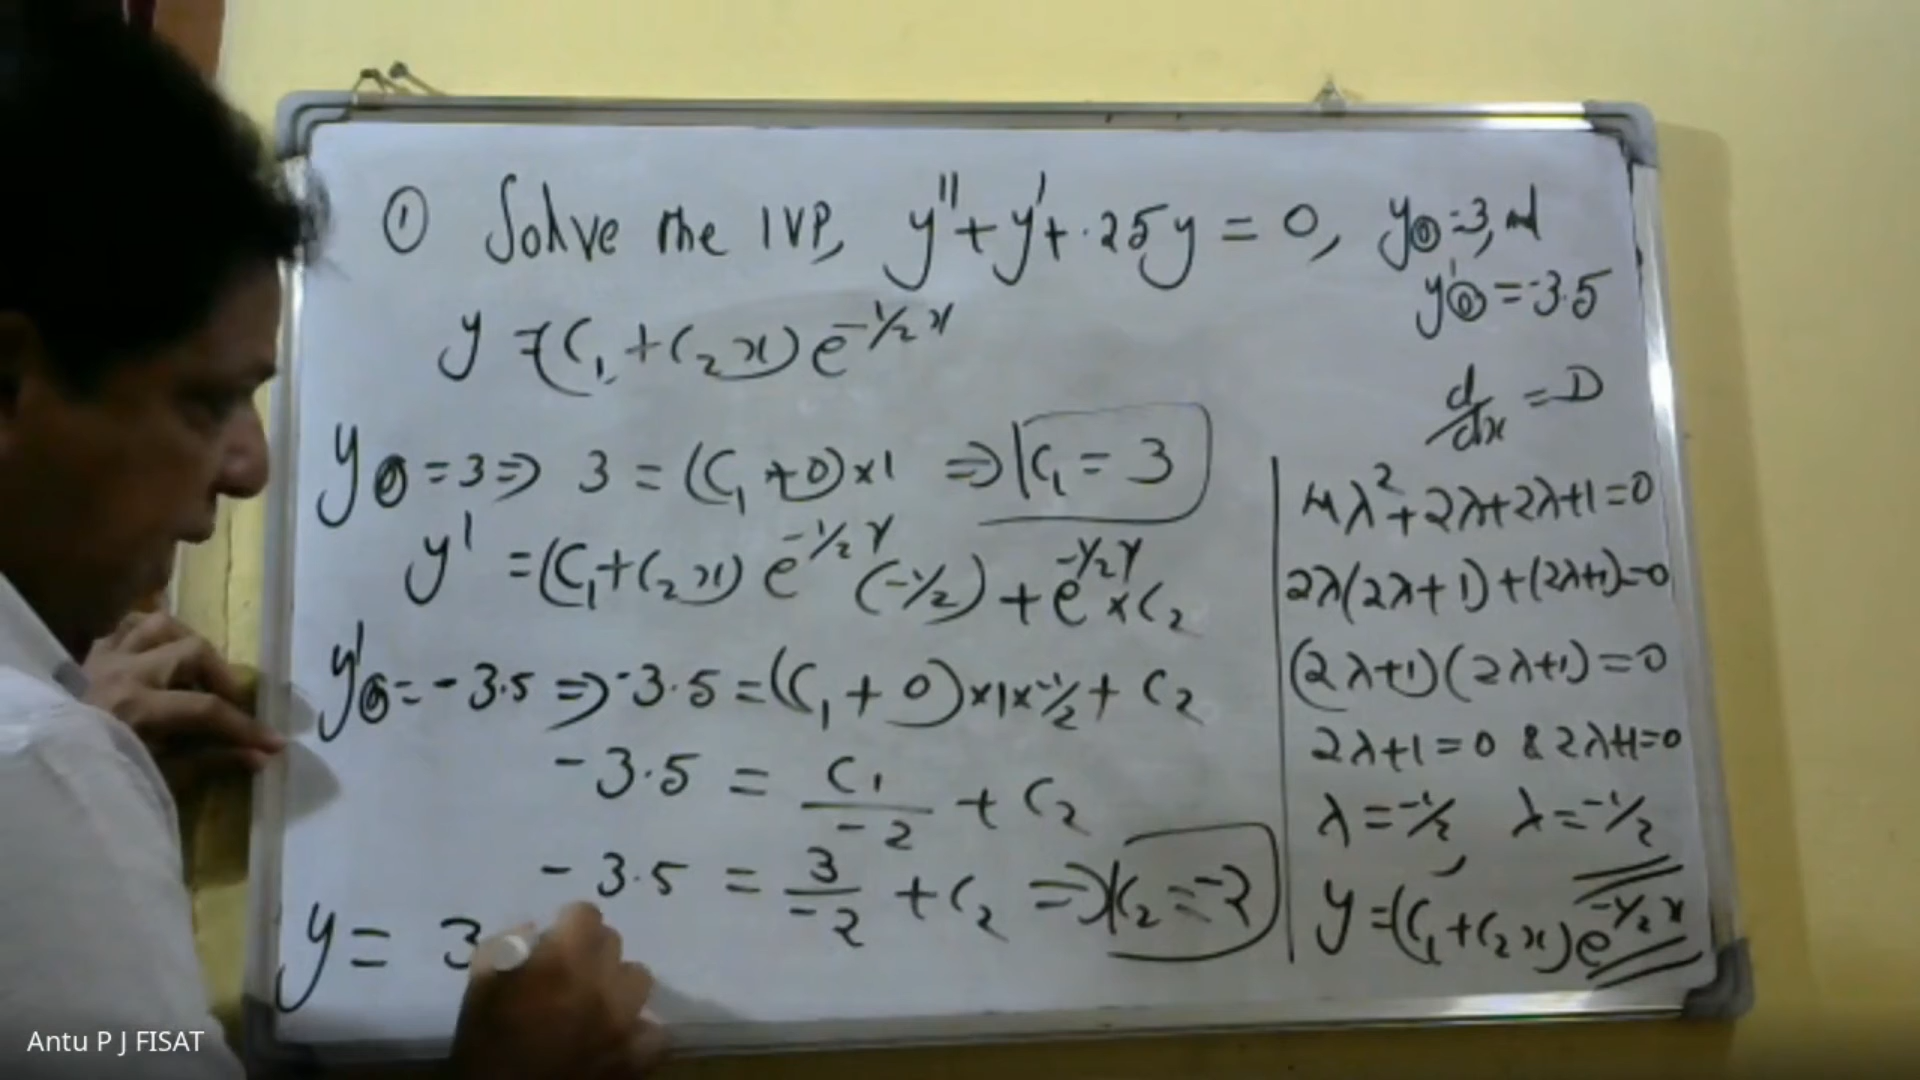 ① Solve the IVP, y'' + y' + .25y = 0, y(0) = 3, and
y'(0) = -3.5
y = (C₁ + C₂x) e^{-1/2 x}
d/dx = D
y(0) = 3 ⇒ 3 = (C₁ + 0) × 1 ⇒ C₁ = 3
y' = (C₁ + C₂x) e^{-1/2 x} (-1/2) + e^{-1/2 x} × C₂
y'(0) = -3.5 ⇒ -3.5 = (C₁ + 0) × 1 × -1/2 + C₂
-3.5 = C₁/-2 + C₂
-3.5 = 3/-2 + C₂ ⇒ C₂ = -2
y = 3
4λ² + 2λ + 2λ + 1 = 0
2λ(2λ + 1) + (2λ + 1) = 0
(2λ + 1)(2λ + 1) = 0
2λ + 1 = 0 & 2λ + 1 = 0
λ = -1/2, λ = -1/2
y = (C₁ + C₂x) e^{-1/2 x}
Antu P J FISAT